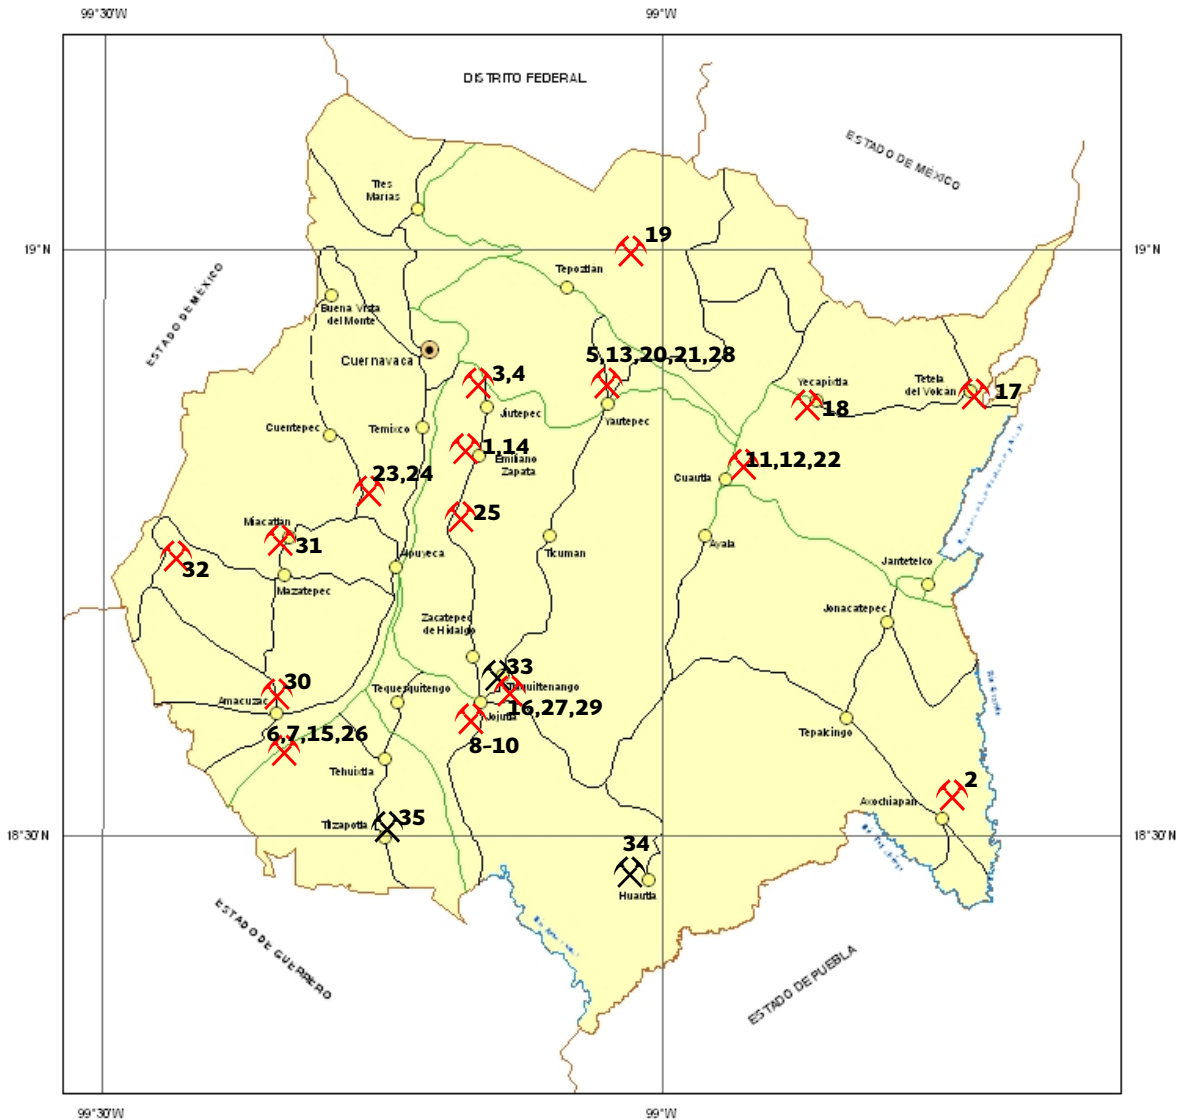 99°30'W
99°W
DISTRITO FEDERAL
ESTADO DE MÉXICO
Tres
Marias
19°N
19
19°N
Tepoztlán
ESTADO DE MÉXICO
Buena Vista
del Monte
Cuernavaca
5,13,20,21,28
3,4
Yecapixtla
Tetela
del Volcán
17
18
Jiutepec
Yautepec
Cuentepec
Temixco
1,14
Emiliano
Zapata
11,12,22
23,24
Cuautla
25
Miacatlán
31
Ticuman
Ayala
Alpuyeca
32
Jantetelco
Mazatepec
Jonacatepec
Zacatepec
de Hidalgo
33
30
Tequesquitengo
Tlaquiltenango
Amacuzac
16,27,29
Jojutla
6,7,15,26
8-10
Tepalcingo
Tehuixtla
2
Axochiapan
35
Tilzapotla
18°30'N
18°30'N
34
Huautla
ESTADO DE GUERRERO
ESTADO DE PUEBLA
99°30'W
99°W